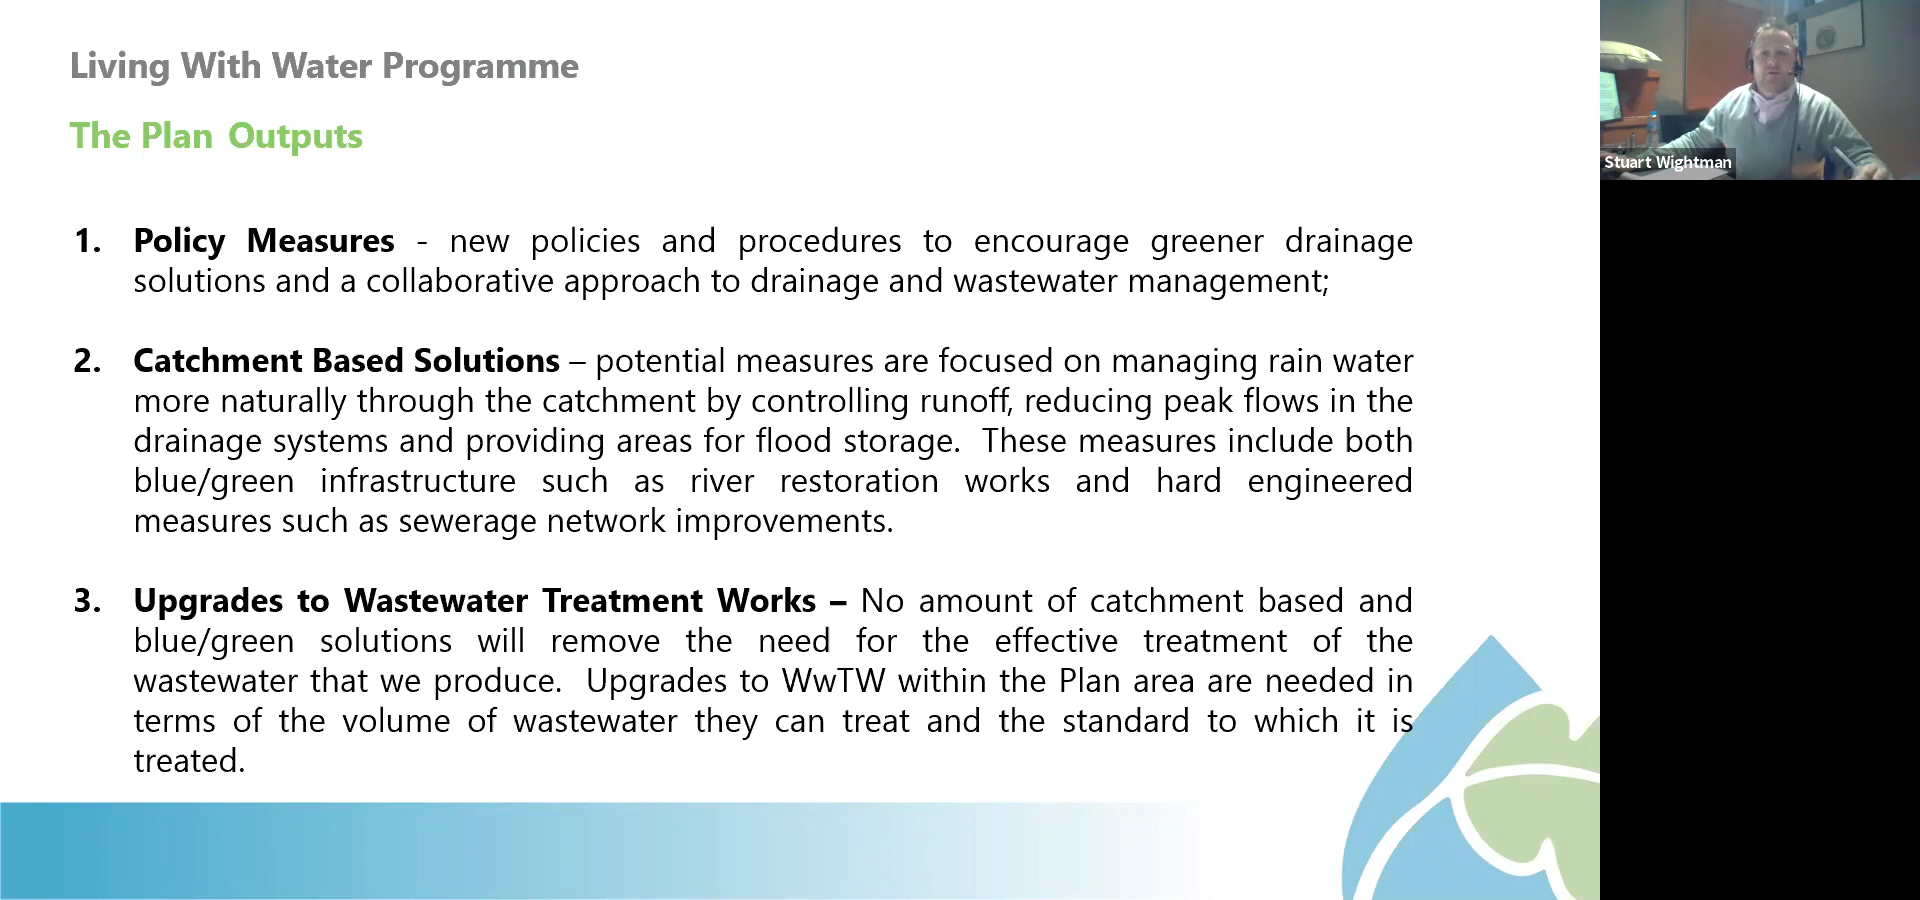 Living With Water Programme
The Plan Outputs
1. Policy Measures - new policies and procedures to encourage greener drainage
solutions and a collaborative approach to drainage and wastewater management;
2. Catchment Based Solutions – potential measures are focused on managing rain water
more naturally through the catchment by controlling runoff, reducing peak flows in the
drainage systems and providing areas for flood storage.  These measures include both
blue/green infrastructure such as river restoration works and hard engineered
measures such as sewerage network improvements.
3. Upgrades to Wastewater Treatment Works – No amount of catchment based and
blue/green solutions will remove the need for the effective treatment of the
wastewater that we produce.  Upgrades to WwTW within the Plan area are needed in
terms of the volume of wastewater they can treat and the standard to which it is
treated.
Stuart Wightman